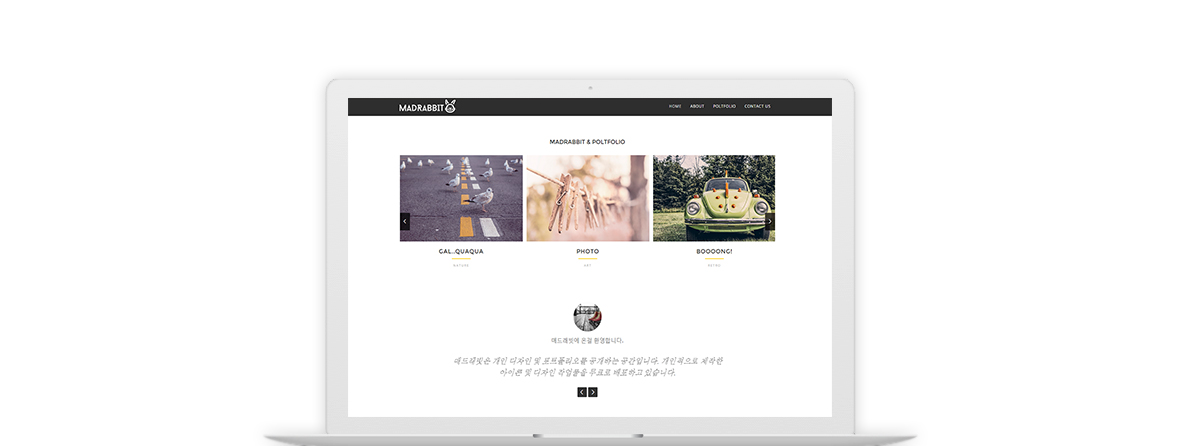 MADRABBIT
HOME ABOUT POLTFOLIO CONTACT US
MADRABBIT & POLTFOLIO
GAL..QUAQUA PHOTO BOOOONG!
NATURE ART RETRO
매드래빗에 온걸 환영합니다.
매드래빗은 개인 디자인 및 포트폴리오를 공개하는 공간입니다. 개인적으로 제작한
아이콘 및 디자인 작업물을 무료로 배포하고 있습니다.